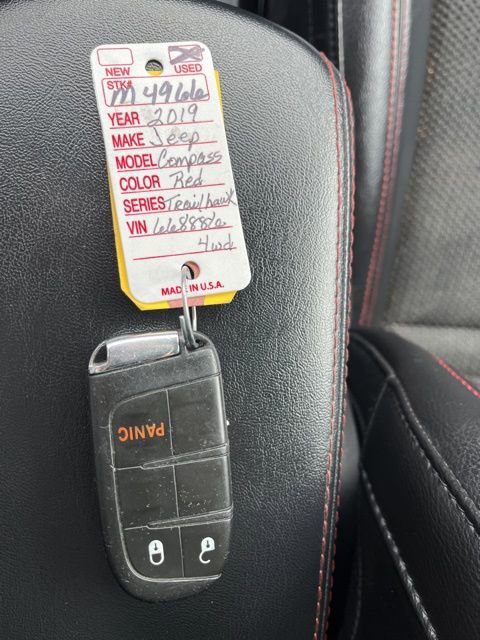 NEW USED
STK# M4966
YEAR 2019
MAKE Jeep
MODEL Compass
COLOR Red
SERIES Trailhawk
VIN 668886
4wd
MADE IN U.S.A.
PANIC